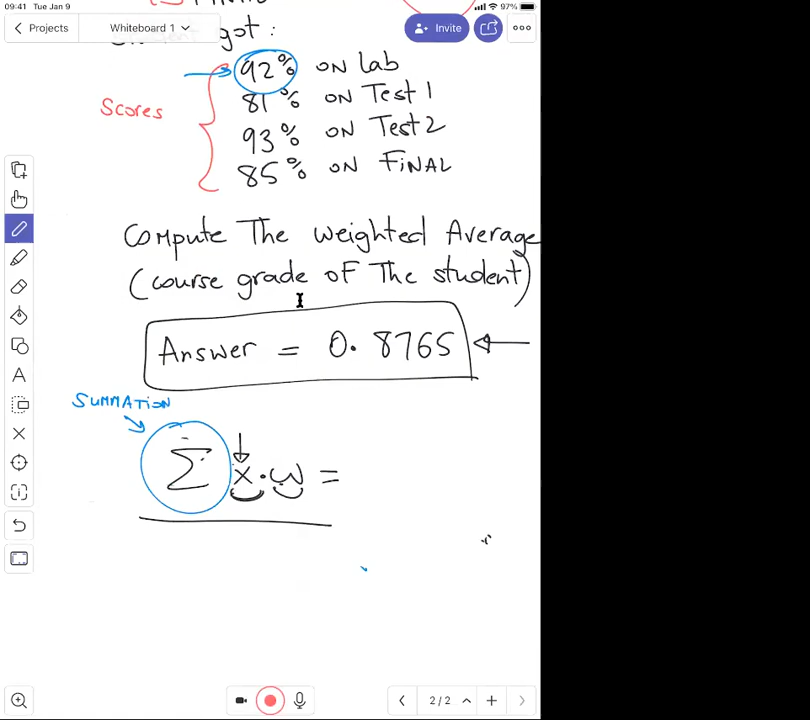 09:41 Tue Jan 9
97%
Projects
Whiteboard 1
Invite
got:
92% ON Lab
Scores
81% ON Test 1
93% ON Test 2
85% ON FiNAL
COMPUTE The weighted Average
(course grade of The student)
Answer = 0.8765
SUMMATiON
Σ x·w =
A
2/2